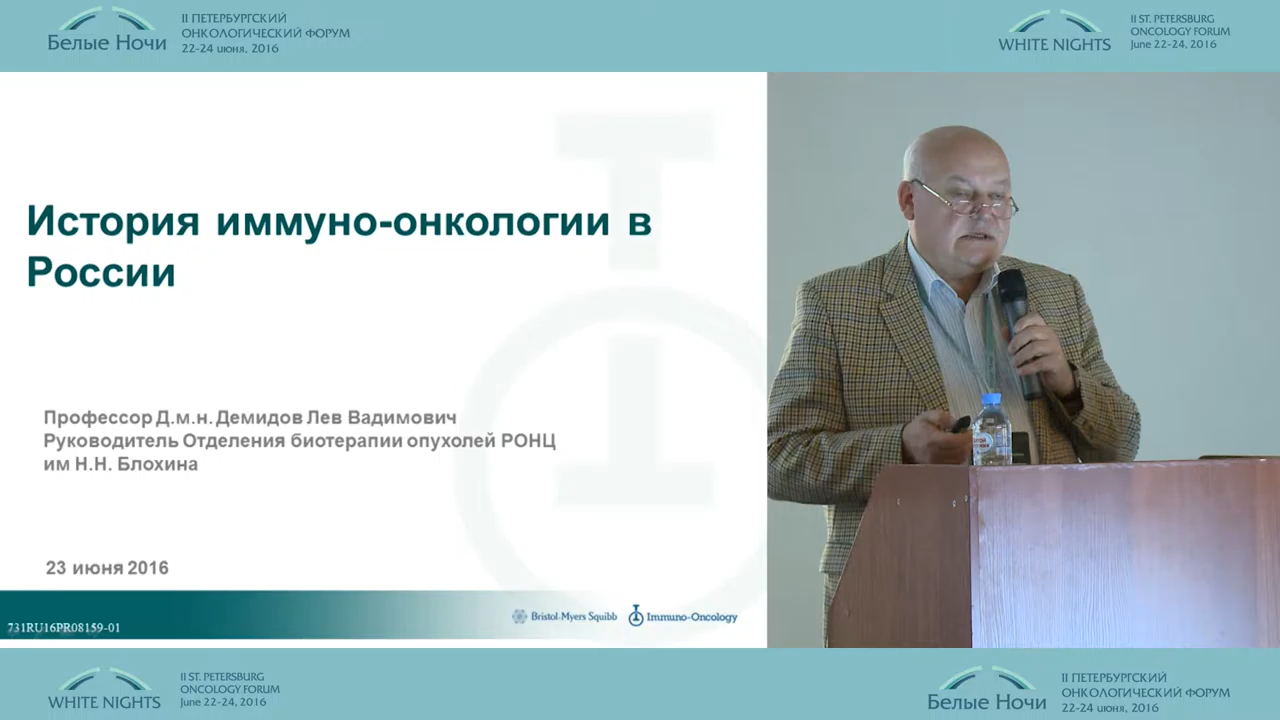 Белые Ночи
II ПЕТЕРБУРГСКИЙ
ОНКОЛОГИЧЕСКИЙ ФОРУМ
22-24 июня, 2016
WHITE NIGHTS
II ST. PETERSBURG
ONCOLOGY FORUM
June 22-24, 2016
История иммуно-онкологии в
России
Профессор Д.м.н. Демидов Лев Вадимович
Руководитель Отделения биотерапии опухолей РОНЦ
им Н.Н. Блохина
23 июня 2016
731RU16PR08159-01
Bristol-Myers Squibb
Immuno-Oncology
WHITE NIGHTS
II ST. PETERSBURG
ONCOLOGY FORUM
June 22-24, 2016
Белые Ночи
II ПЕТЕРБУРГСКИЙ
ОНКОЛОГИЧЕСКИЙ ФОРУМ
22-24 июня, 2016